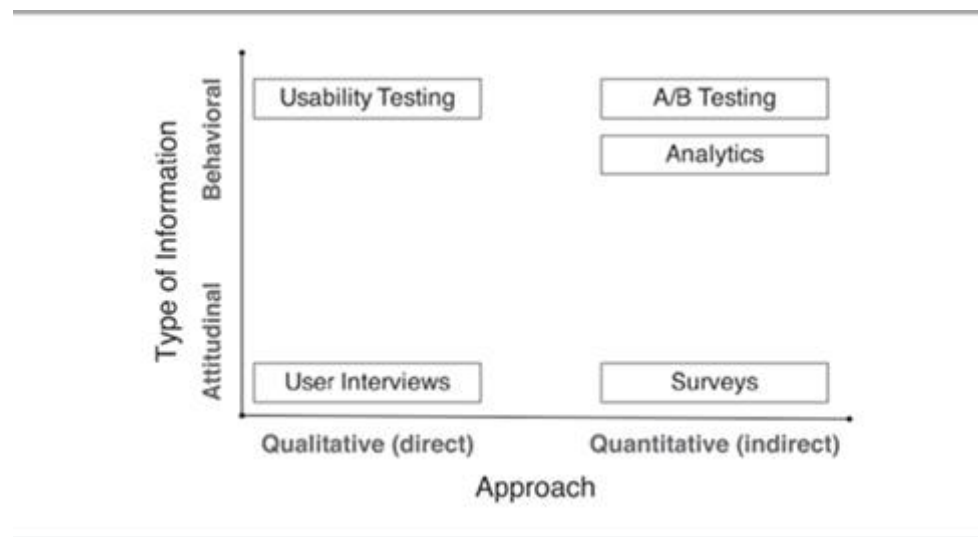 Usability Testing
A/B Testing
Analytics
Behavioral
Type of Information
Attitudinal
User Interviews
Surveys
Qualitative (direct)
Quantitative (indirect)
Approach